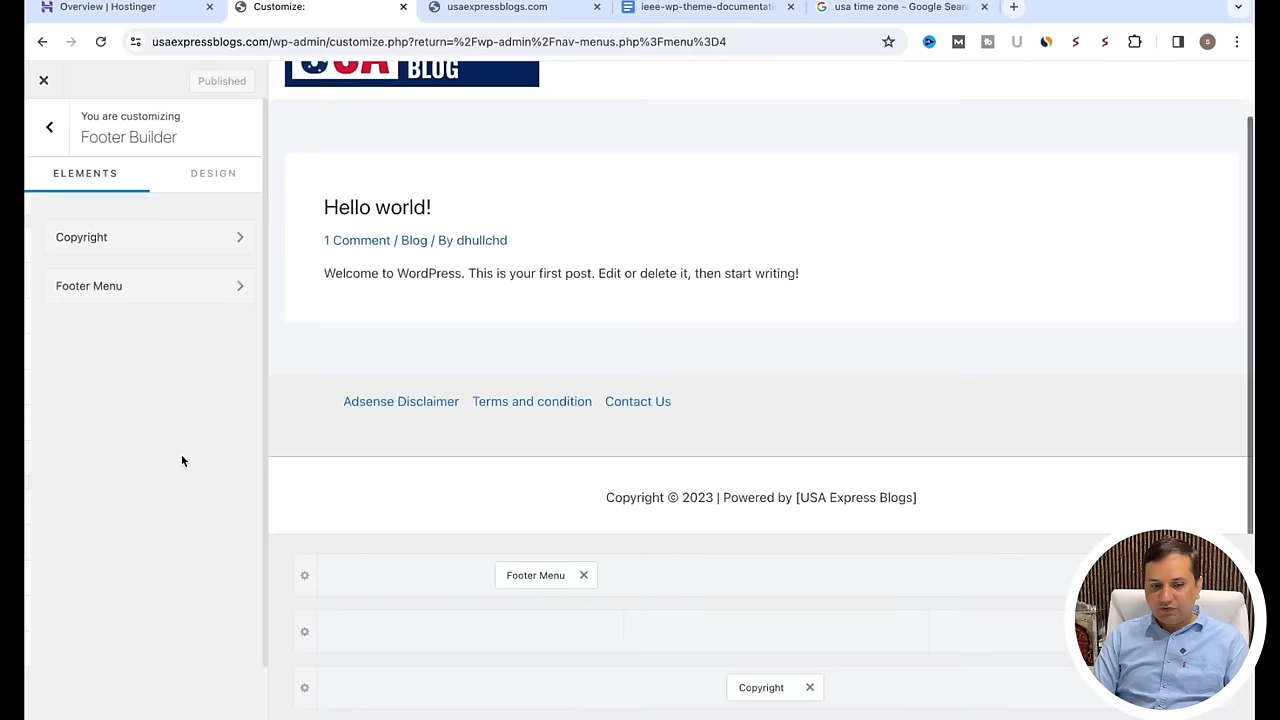 Overview | Hostinger
Customize:
usaexpressblogs.com
ieee-wp-theme-documentati
usa time zone - Google Sear
usaexpressblogs.com/wp-admin/customize.php?return=%2Fwp-admin%2Fnav-menus.php%3Fmenu%3D4
Published
You are customizing
Footer Builder
ELEMENTS
DESIGN
Copyright
Footer Menu
USA
BLOG
Hello world!
1 Comment / Blog / By dhullchd
Welcome to WordPress. This is your first post. Edit or delete it, then start writing!
Adsense Disclaimer
Terms and condition
Contact Us
Copyright © 2023 | Powered by [USA Express Blogs]
Footer Menu
Copyright